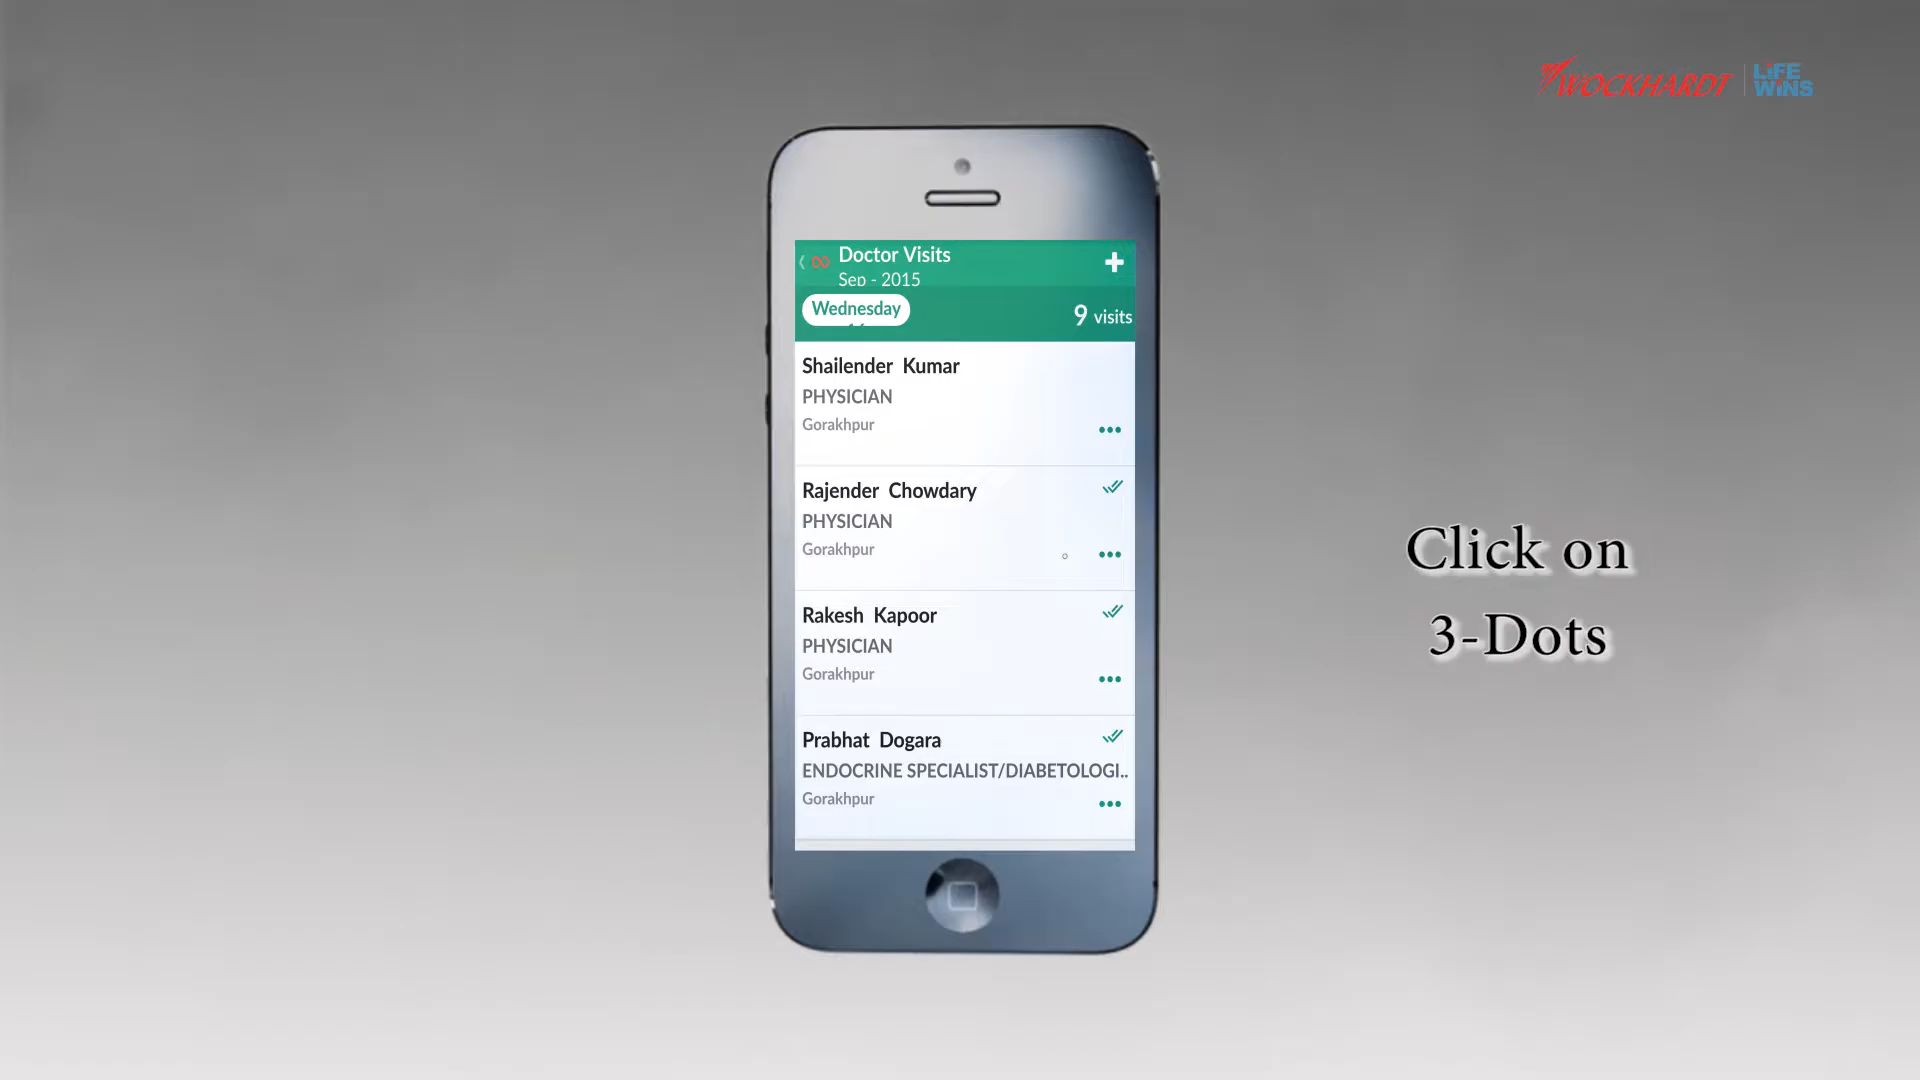 WOCKHARDT
LiFE
WiNS
Doctor Visits
Sep - 2015
Wednesday
9 visits
Shailender Kumar
PHYSICIAN
Gorakhpur
Rajender Chowdary
PHYSICIAN
Gorakhpur
Rakesh Kapoor
PHYSICIAN
Gorakhpur
Prabhat Dogara
ENDOCRINE SPECIALIST/DIABETOLOGI..
Gorakhpur
Click on
3-Dots